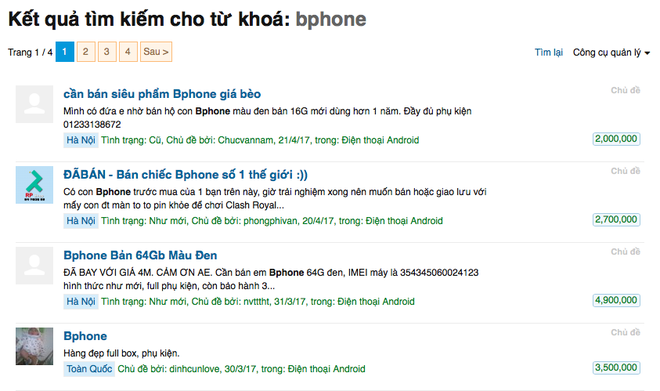 Kết quả tìm kiếm cho từ khoá: bphone
Trang 1 / 4 1 2 3 4 Sau > Tìm lại Công cụ quản lý
cần bán siêu phẩm Bphone giá bèo Chủ đề
Mình có đứa e nhờ bán hộ con Bphone màu đen bản 16G mới dùng hơn 1 năm. Đầy đủ phụ kiện
01233138672
Hà Nội Tình trạng: Cũ, Chủ đề bởi: Chucvannam, 21/4/17, trong: Điện thoại Android 2,000,000
ĐÃBÁN - Bán chiếc Bphone số 1 thế giới :)) Chủ đề
Có con Bphone trước mua của 1 bạn trên này, giờ trải nghiệm xong nên muốn bán hoặc giao lưu với
mấy con đt màn to to pin khỏe để chơi Clash Royal...
Hà Nội Tình trạng: Như mới, Chủ đề bởi: phongphivan, 20/4/17, trong: Điện thoại Android 2,700,000
Bphone Bản 64Gb Màu Đen Chủ đề
ĐÃ BAY VỚI GIÁ 4M. CÁM ƠN AE. Cần bán em Bphone 64G đen, IMEI máy là 354345060024123
hình thức như mới, full phụ kiện, còn bảo hành 3...
Hà Nội Tình trạng: Như mới, Chủ đề bởi: nvtttht, 31/3/17, trong: Điện thoại Android 4,900,000
Bphone Chủ đề
Hàng đẹp full box, phụ kiện.
Toàn Quốc Chủ đề bởi: dinhcunlove, 30/3/17, trong: Điện thoại Android 3,500,000